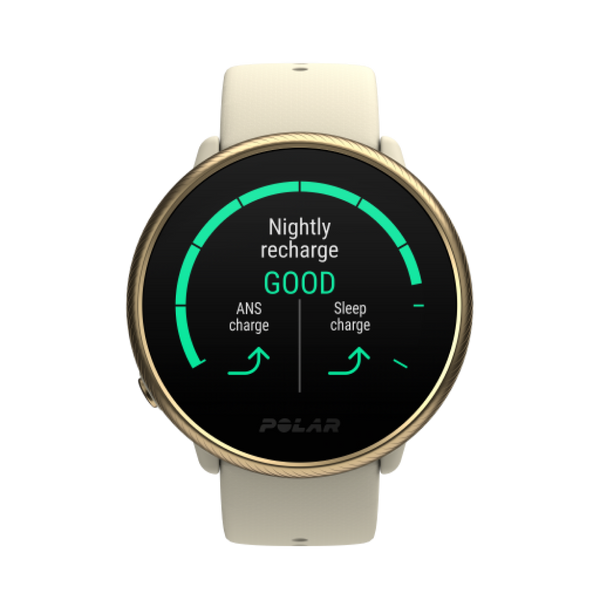 Nightly
recharge
GOOD
ANS
charge
Sleep
charge
POLAR